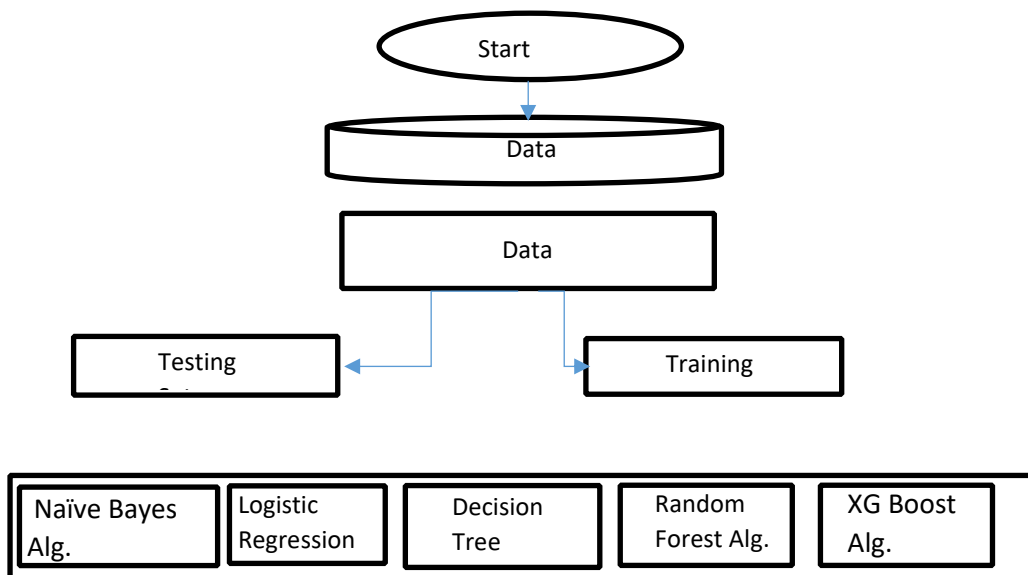 Start
Data
Data
Testing
Training
Naïve Bayes
Alg.
Logistic
Regression
Decision
Tree
Random
Forest Alg.
XG Boost
Alg.